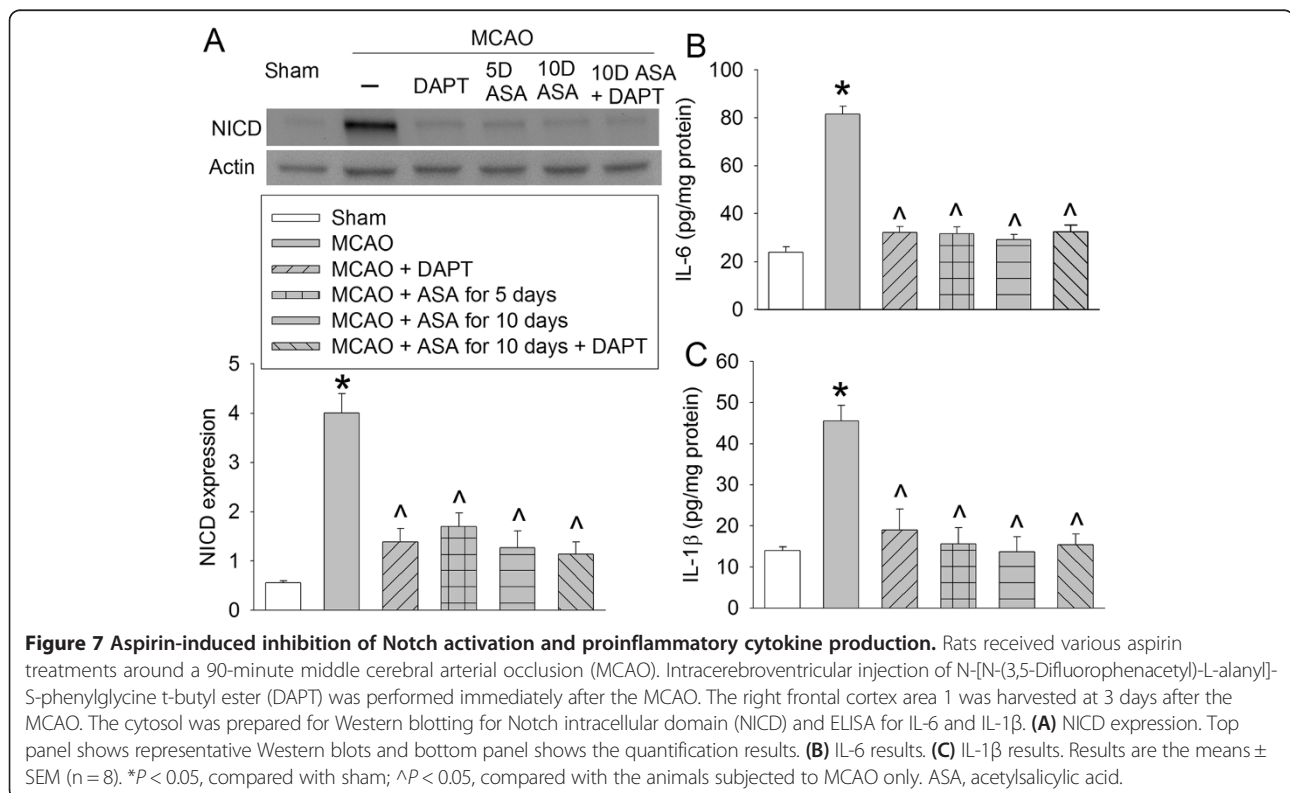 A
MCAO
Sham
–
DAPT
5D ASA
10D ASA
10D ASA + DAPT
NICD
Actin
Sham
MCAO
MCAO + DAPT
MCAO + ASA for 5 days
MCAO + ASA for 10 days
MCAO + ASA for 10 days + DAPT
NICD expression
5
4
3
2
1
0
*
^
^
^
^
B
IL-6 (pg/mg protein)
100
80
60
40
20
0
*
^
^
^
^
C
IL-1β (pg/mg protein)
60
50
40
30
20
10
0
*
^
^
^
^
Figure 7 Aspirin-induced inhibition of Notch activation and proinflammatory cytokine production. Rats received various aspirin
treatments around a 90-minute middle cerebral arterial occlusion (MCAO). Intracerebroventricular injection of N-[N-(3,5-Difluorophenacetyl)-L-alanyl]-
S-phenylglycine t-butyl ester (DAPT) was performed immediately after the MCAO. The right frontal cortex area 1 was harvested at 3 days after the
MCAO. The cytosol was prepared for Western blotting for Notch intracellular domain (NICD) and ELISA for IL-6 and IL-1β. (A) NICD expression. Top
panel shows representative Western blots and bottom panel shows the quantification results. (B) IL-6 results. (C) IL-1β results. Results are the means ±
SEM (n = 8). *P < 0.05, compared with sham; ^P < 0.05, compared with the animals subjected to MCAO only. ASA, acetylsalicylic acid.